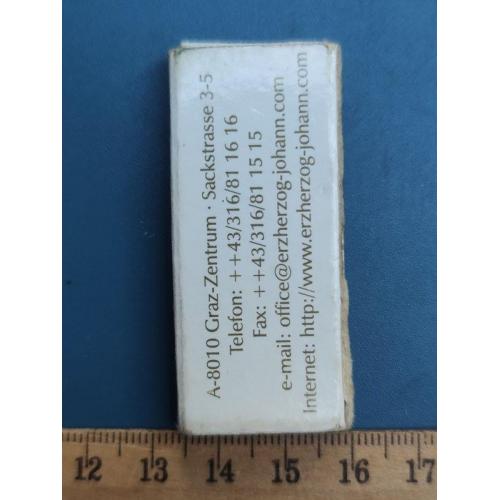 A-8010 Graz-Zentrum · Sackstrasse 3-5
Telefon: ++43/316/81 16 16
Fax: ++43/316/81 15 15
e-mail: office@erzherzog-johann.com
Internet: http://www.erzherzog-johann.com
12 13 14 15 16 17